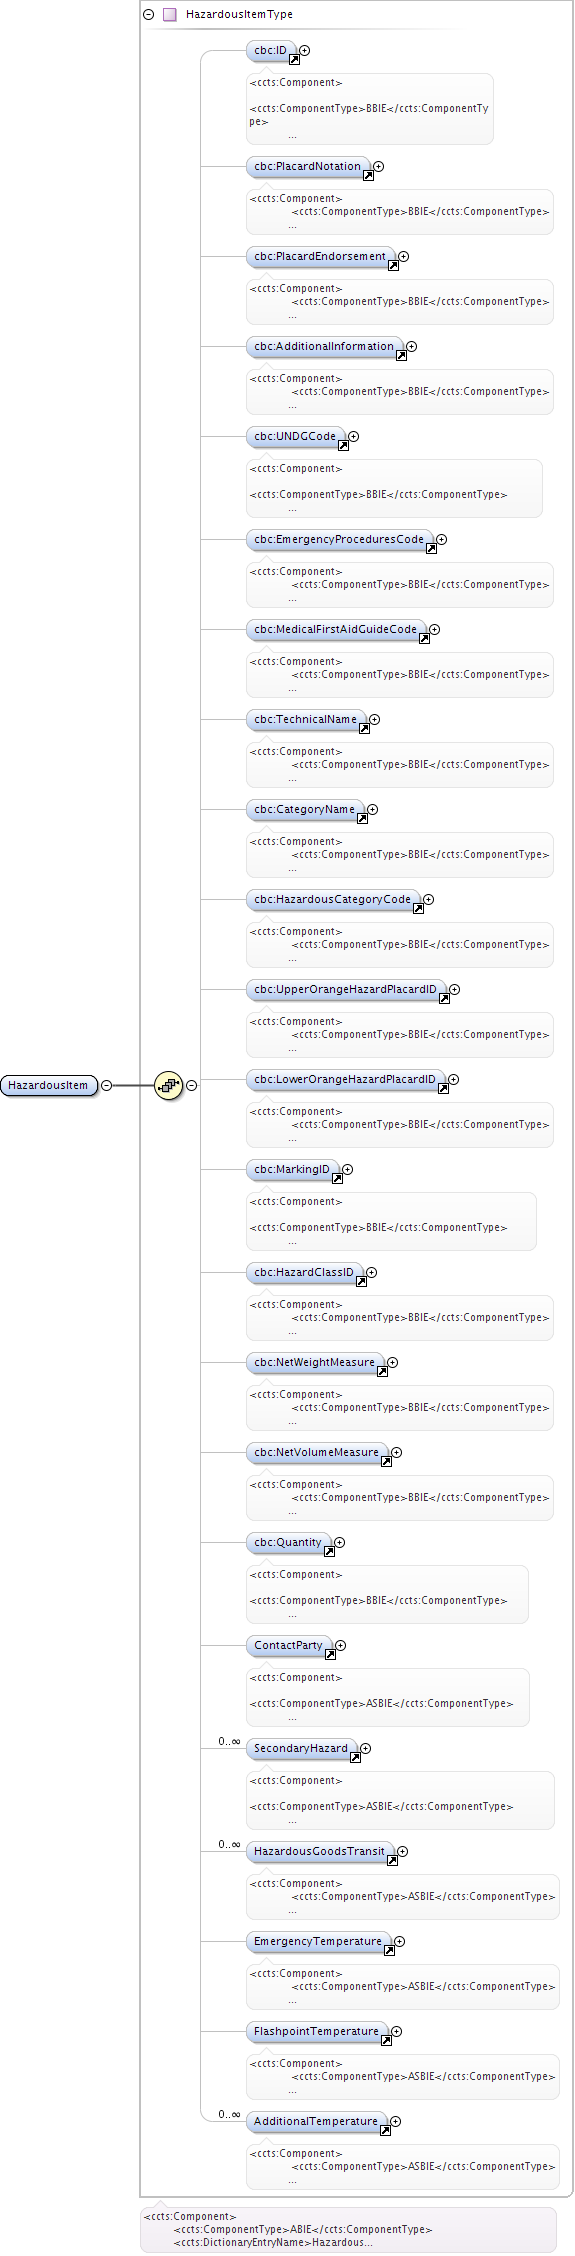 HazardousItemType
cbc:ID
<ccts:Component>
<ccts:ComponentType>BBIE</ccts:ComponentTy
pe>
...
cbc:PlacardNotation
<ccts:Component>
<ccts:ComponentType>BBIE</ccts:ComponentType>
...
cbc:PlacardEndorsement
<ccts:Component>
<ccts:ComponentType>BBIE</ccts:ComponentType>
...
cbc:AdditionalInformation
<ccts:Component>
<ccts:ComponentType>BBIE</ccts:ComponentType>
...
cbc:UNDGCode
<ccts:Component>
<ccts:ComponentType>BBIE</ccts:ComponentType>
...
cbc:EmergencyProceduresCode
<ccts:Component>
<ccts:ComponentType>BBIE</ccts:ComponentType>
...
cbc:MedicalFirstAidGuideCode
<ccts:Component>
<ccts:ComponentType>BBIE</ccts:ComponentType>
...
cbc:TechnicalName
<ccts:Component>
<ccts:ComponentType>BBIE</ccts:ComponentType>
...
cbc:CategoryName
<ccts:Component>
<ccts:ComponentType>BBIE</ccts:ComponentType>
...
cbc:HazardousCategoryCode
<ccts:Component>
<ccts:ComponentType>BBIE</ccts:ComponentType>
...
cbc:UpperOrangeHazardPlacardID
<ccts:Component>
<ccts:ComponentType>BBIE</ccts:ComponentType>
...
HazardousItem
cbc:LowerOrangeHazardPlacardID
<ccts:Component>
<ccts:ComponentType>BBIE</ccts:ComponentType>
...
cbc:MarkingID
<ccts:Component>
<ccts:ComponentType>BBIE</ccts:ComponentType>
...
cbc:HazardClassID
<ccts:Component>
<ccts:ComponentType>BBIE</ccts:ComponentType>
...
cbc:NetWeightMeasure
<ccts:Component>
<ccts:ComponentType>BBIE</ccts:ComponentType>
...
cbc:NetVolumeMeasure
<ccts:Component>
<ccts:ComponentType>BBIE</ccts:ComponentType>
...
cbc:Quantity
<ccts:Component>
<ccts:ComponentType>BBIE</ccts:ComponentType>
...
ContactParty
<ccts:Component>
<ccts:ComponentType>ASBIE</ccts:ComponentType>
...
0..∞
SecondaryHazard
<ccts:Component>
<ccts:ComponentType>ASBIE</ccts:ComponentType>
...
0..∞
HazardousGoodsTransit
<ccts:Component>
<ccts:ComponentType>ASBIE</ccts:ComponentType>
...
EmergencyTemperature
<ccts:Component>
<ccts:ComponentType>ASBIE</ccts:ComponentType>
...
FlashpointTemperature
<ccts:Component>
<ccts:ComponentType>ASBIE</ccts:ComponentType>
...
0..∞
AdditionalTemperature
<ccts:Component>
<ccts:ComponentType>ASBIE</ccts:ComponentType>
...
<ccts:Component>
<ccts:ComponentType>ABIE</ccts:ComponentType>
<ccts:DictionaryEntryName>Hazardous...